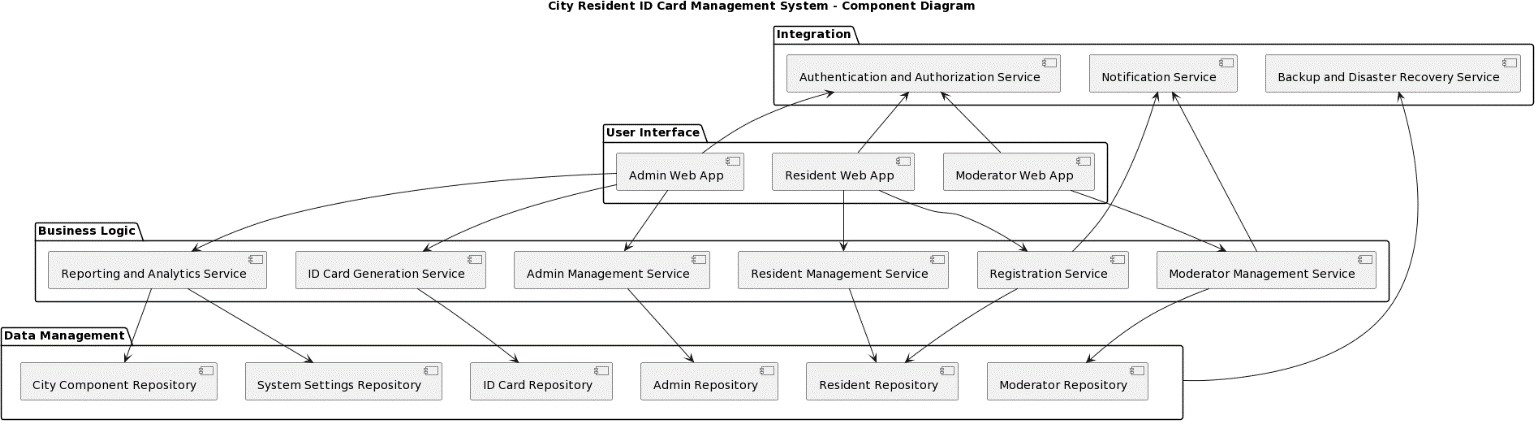 City Resident ID Card Management System - Component Diagram
Integration
Authentication and Authorization Service
Notification Service
Backup and Disaster Recovery Service
User Interface
Admin Web App
Resident Web App
Moderator Web App
Business Logic
Reporting and Analytics Service
ID Card Generation Service
Admin Management Service
Resident Management Service
Registration Service
Moderator Management Service
Data Management
City Component Repository
System Settings Repository
ID Card Repository
Admin Repository
Resident Repository
Moderator Repository